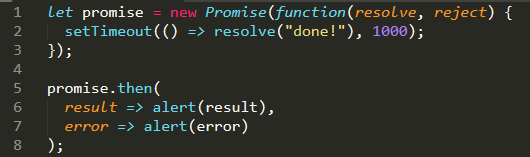 1 let promise = new Promise(function(resolve, reject) {
2   setTimeout(() => resolve("done!"), 1000);
3 });
4
5 promise.then(
6   result => alert(result),
7   error => alert(error)
8 );